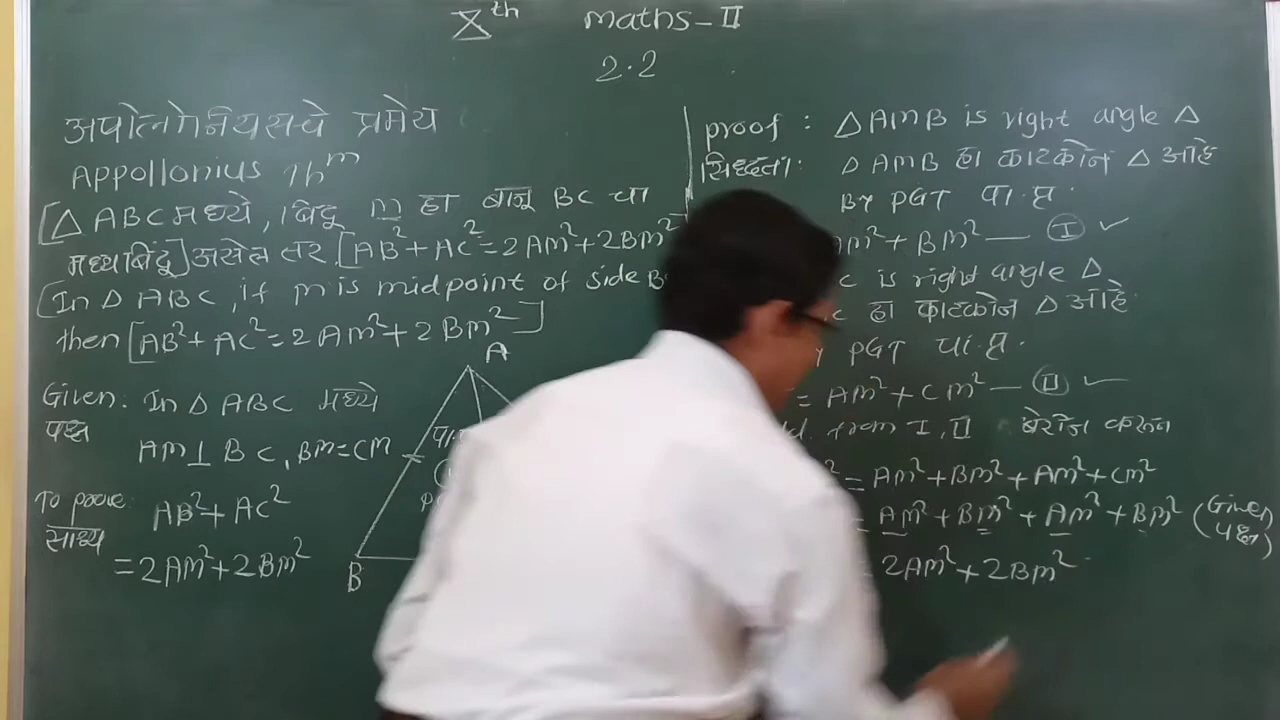 Xth maths-II
2.2
अपोलोनियसचे प्रमेय
Appollonius Thm
[△ ABC मध्ये, बिंदू m हा बाजू BC चा
मध्यबिंदू] असेल तर [AB²+AC²=2AM²+2BM²
[In △ ABC, if m is midpoint of side B
then [AB²+AC²=2AM²+2BM²]
Given: In △ ABC मध्ये
पक्ष
AM⊥BC, BM=CM
To prove: AB²+AC²
साध्य
=2AM²+2BM²
A
B
proof: △AMB is right angle △
सिध्दता: △AMB हा काटकोन △ आहे
By PGT पा.प्र.
AM²+BM² — I ✓
C is right angle △
C हा काटकोन △ आहे
PGT पा.प्र.
= AM²+CM² — II ✓
from I, II बेरीज करून
²=AM²+BM²+AM²+CM²
= AM²+BM²+AM²+BM² (Given पक्ष)
= 2AM²+2BM²